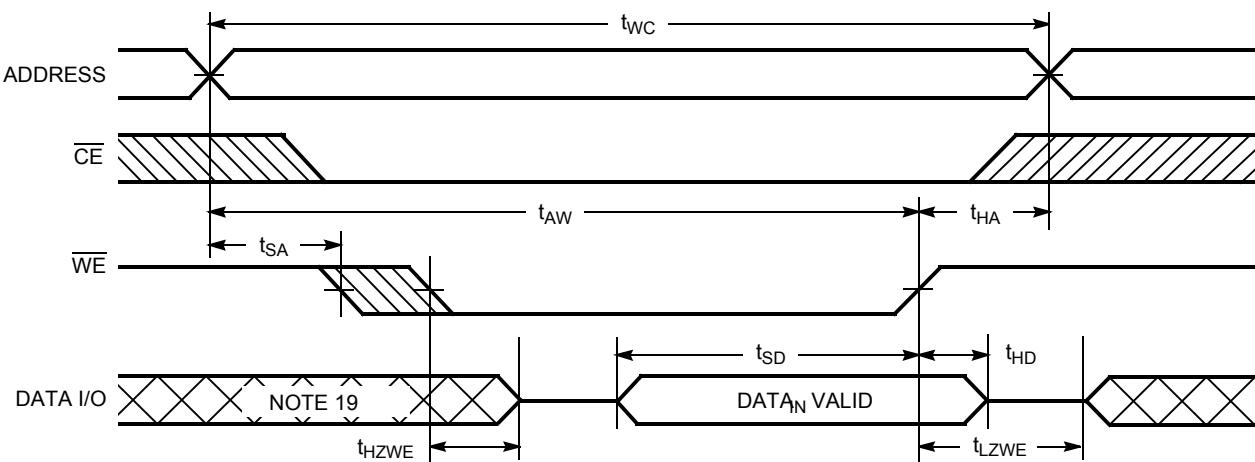 tWC
ADDRESS
CE
tAW
tHA
tSA
WE
tSD
tHD
DATA I/O
NOTE 19
DATAIN VALID
tHZWE
tLZWE